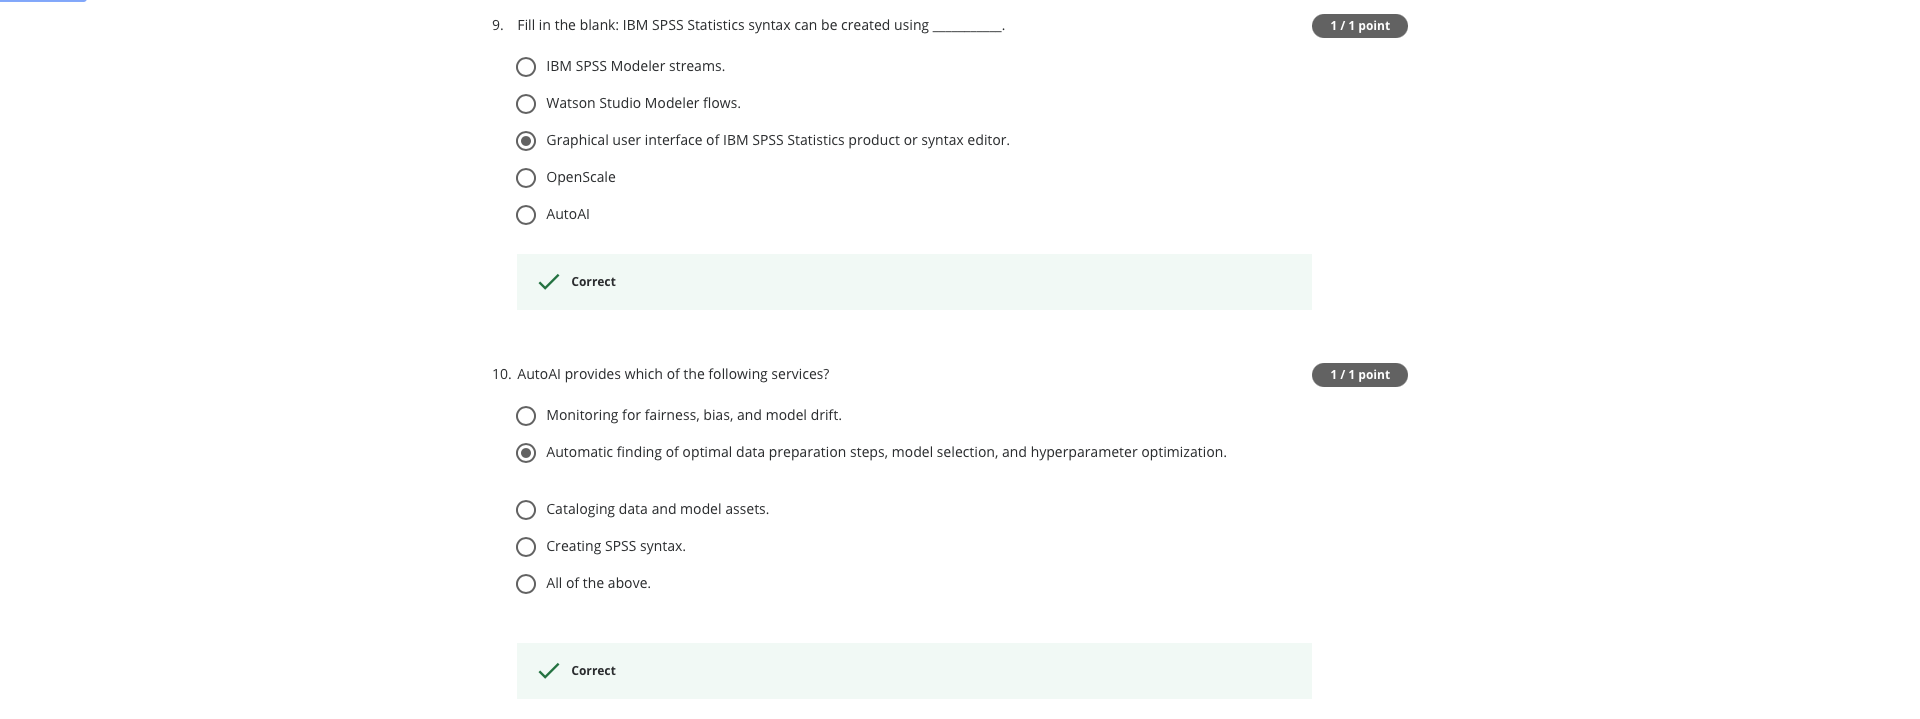 9. Fill in the blank: IBM SPSS Statistics syntax can be created using __________.
1 / 1 point
IBM SPSS Modeler streams.
Watson Studio Modeler flows.
Graphical user interface of IBM SPSS Statistics product or syntax editor.
OpenScale
AutoAI
Correct
10. AutoAI provides which of the following services?
1 / 1 point
Monitoring for fairness, bias, and model drift.
Automatic finding of optimal data preparation steps, model selection, and hyperparameter optimization.
Cataloging data and model assets.
Creating SPSS syntax.
All of the above.
Correct